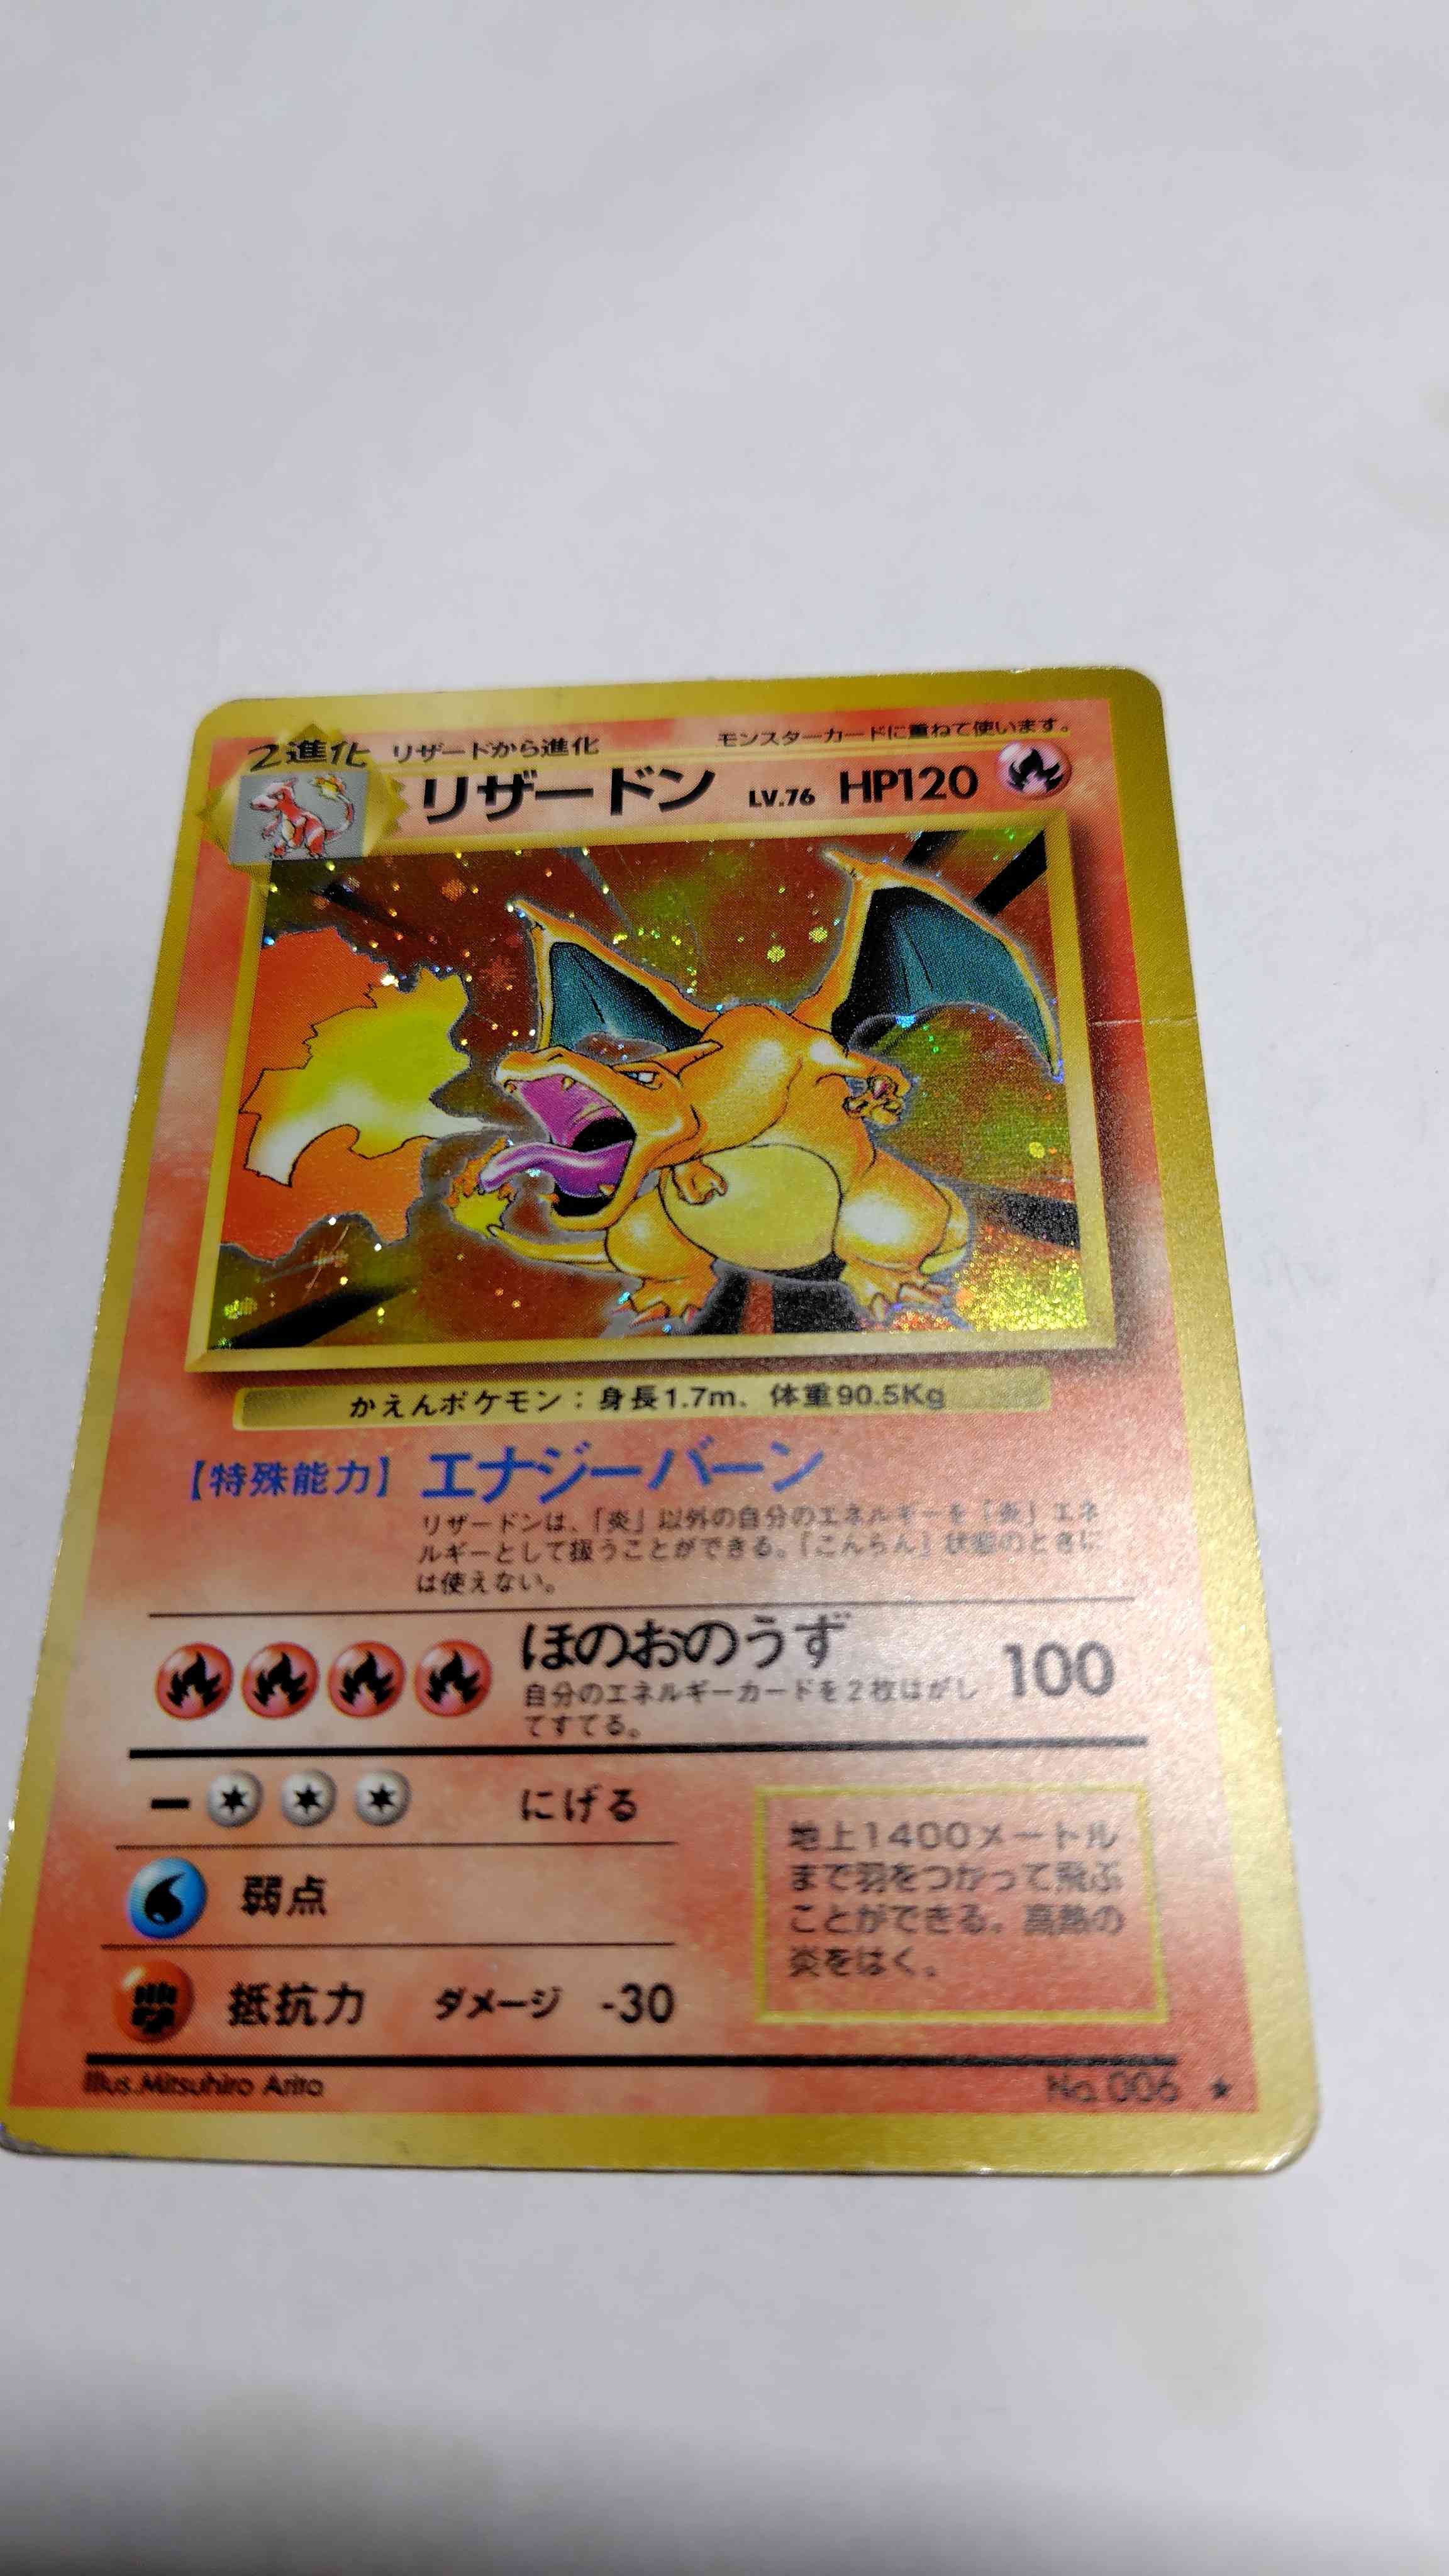 2進化 リザードから進化 モンスターカードに重ねて使います。
リザードン LV.76 HP120
かえんポケモン：身長1.7m．体重90.5Kg
【特殊能力】 エナジーバーン
リザードンは、「炎」以外の自分のエネルギーを「炎」エネ
ルギーとして扱うことができる。「こんらん」状態のときに
は使えない。
ほのおのうず 100
自分のエネルギーカードを2枚はがし
てすてる。
ー にげる
弱点
抵抗力 ダメージ -30
地上1400メートル
まで羽をつかって飛ぶ
ことができる。高熱の
炎をはく。
Illus.Mitsuhiro Arita No.006 ★